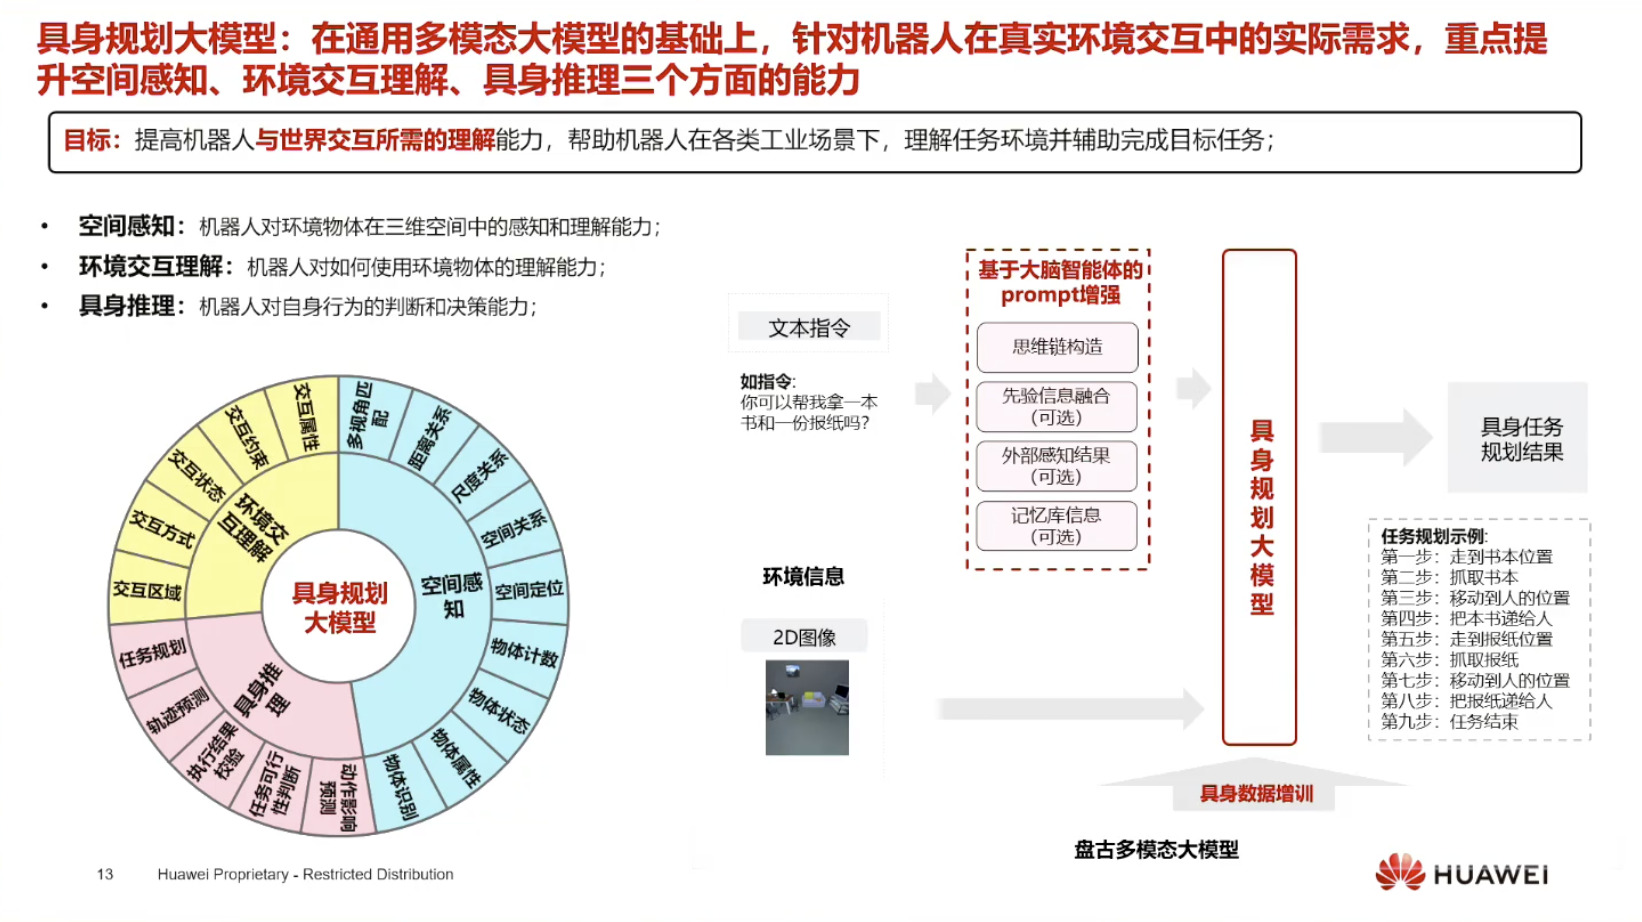 具身规划大模型：在通用多模态大模型的基础上，针对机器人在真实环境交互中的实际需求，重点提
升空间感知、环境交互理解、具身推理三个方面的能力
目标：提高机器人与世界交互所需的理解能力，帮助机器人在各类工业场景下，理解任务环境并辅助完成目标任务；
• 空间感知：机器人对环境物体在三维空间中的感知和理解能力；
• 环境交互理解：机器人对如何使用环境物体的理解能力；
• 具身推理：机器人对自身行为的判断和决策能力；
具身规划
大模型
环境交
互理解
空间感
知
具身推
理
交互属性
交互约束
交互状态
交互方式
交互区域
多视角匹
配
距离关系
尺度关系
空间关系
空间定位
物体计数
物体状态
物体属性
物体识别
动作影响
预测
任务可行
性判断
执行结果
校验
轨迹预测
任务规划
文本指令
如指令:
你可以帮我拿一本
书和一份报纸吗?
环境信息
2D图像
基于大脑智能体的
prompt增强
思维链构造
先验信息融合
(可选)
外部感知结果
(可选)
记忆库信息
(可选)
具
身
规
划
大
模
型
具身数据增训
盘古多模态大模型
具身任务
规划结果
任务规划示例:
第一步：走到书本位置
第二步：抓取书本
第三步：移动到人的位置
第四步：把本书递给人
第五步：走到报纸位置
第六步：抓取报纸
第七步：移动到人的位置
第八步：把报纸递给人
第九步：任务结束
13
Huawei Proprietary - Restricted Distribution
HUAWEI